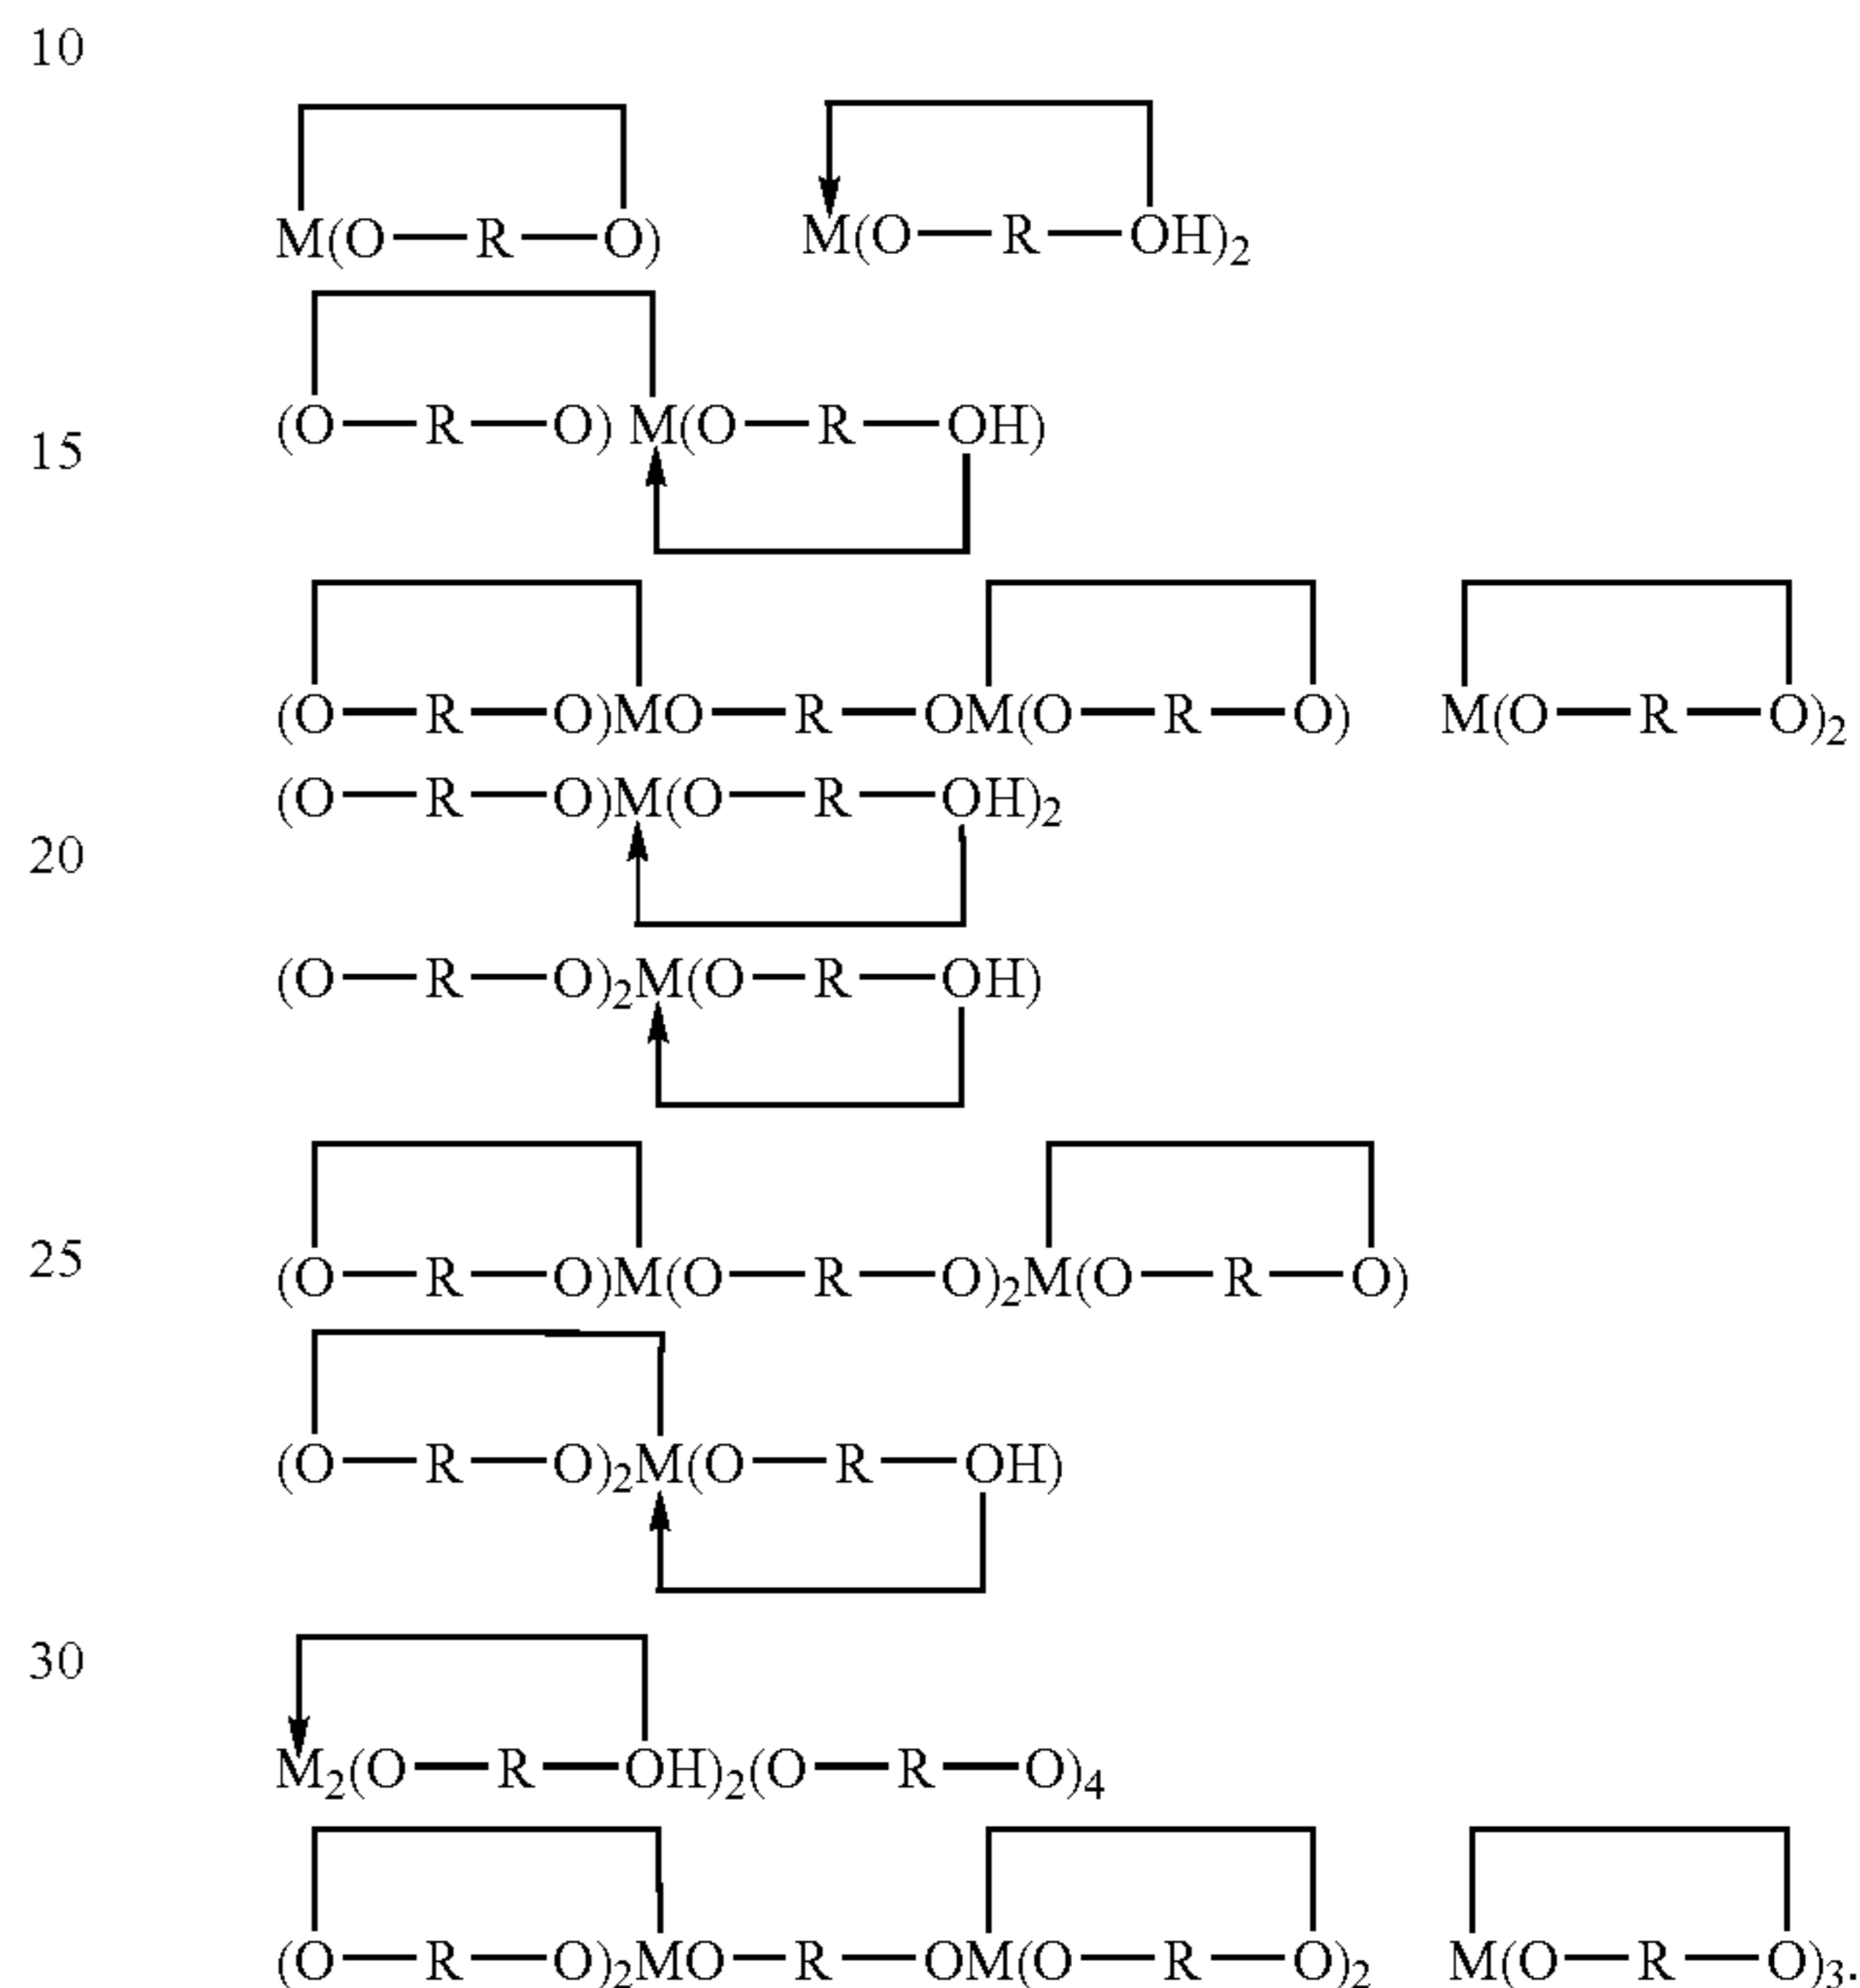 10
M(O—R—O) M(O—R—OH)₂
(O—R—O) M(O—R—OH)
15
(O—R—O)MO—R—OM(O—R—O) M(O—R—O)₂
(O—R—O)M(O—R—OH)₂
20
(O—R—O)₂M(O—R—OH)
25
(O—R—O)M(O—R—O)₂M(O—R—O)
(O—R—O)₂M(O—R—OH)
30
M₂(O—R—OH)₂(O—R—O)₄
(O—R—O)₂MO—R—OM(O—R—O)₂ M(O—R—O)₃.